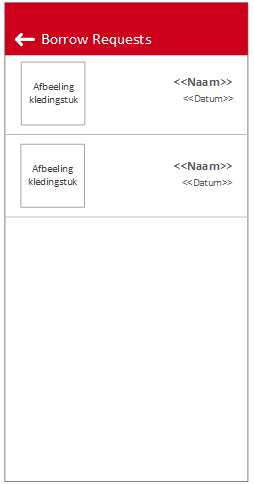 Borrow Requests
Afbeeling
kledingstuk
<<Naam>>
<<Datum>>
Afbeeling
kledingstuk
<<Naam>>
<<Datum>>